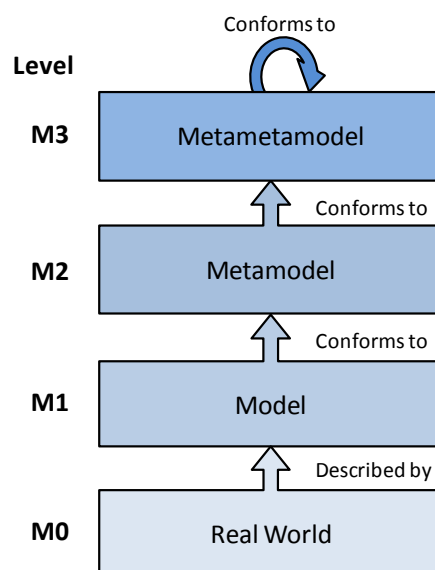 Conforms to
Level
M3
Metametamodel
Conforms to
M2
Metamodel
Conforms to
M1
Model
Described by
M0
Real World